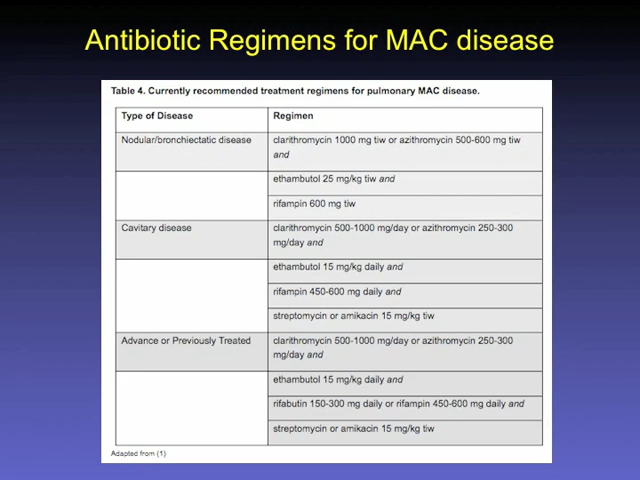 Antibiotic Regimens for MAC disease
Table 4. Currently recommended treatment regimens for pulmonary MAC disease.
Type of Disease
Regimen
Nodular/bronchiectatic disease
clarithromycin 1000 mg tiw or azithromycin 500-600 mg tiw
and
ethambutol 25 mg/kg tiw and
rifampin 600 mg tiw
Cavitary disease
clarithromycin 500-1000 mg/day or azithromycin 250-300
mg/day and
ethambutol 15 mg/kg daily and
rifampin 450-600 mg daily and
streptomycin or amikacin 15 mg/kg tiw
Advance or Previously Treated
clarithromycin 500-1000 mg/day or azithromycin 250-300
mg/day and
ethambutol 15 mg/kg daily and
rifabutin 150-300 mg daily or rifampin 450-600 mg daily and
streptomycin or amikacin 15 mg/kg tiw
Adapted from (1)